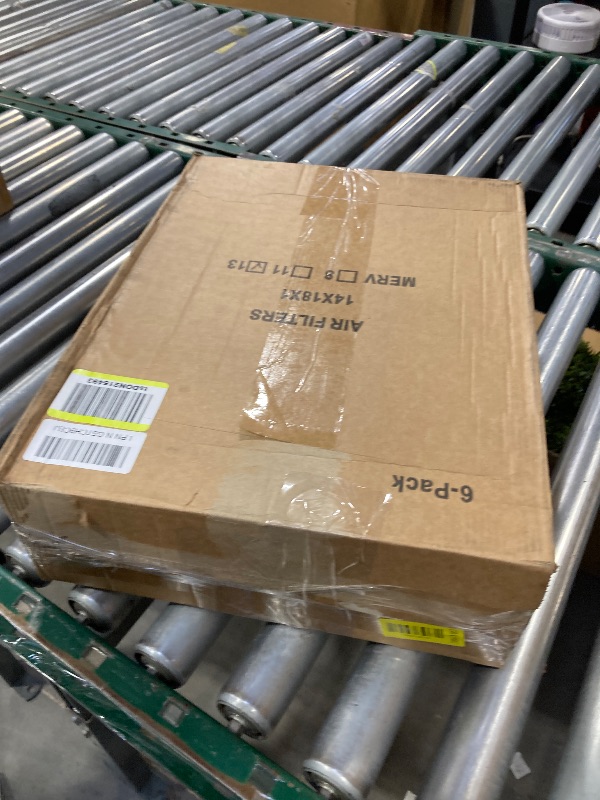 AIR FILTERS
14X18X1
MERV ☐8 ☐11 ☑13
6-Pack